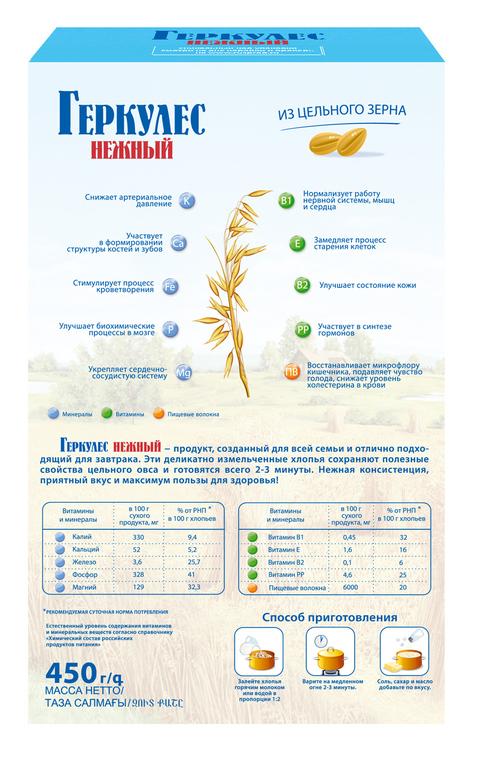 ГЕРКУЛЕС
НЕЖНЫЙ
ГЕРКУЛЕС
НЕЖНЫЙ
ИЗ ЦЕЛЬНОГО ЗЕРНА
Снижает артериальное
давление
K
Участвует
в формировании
структуры костей и зубов
Ca
Стимулирует процесс
кроветворения
Fe
Улучшает биохимические
процессы в мозге
P
Укрепляет сердечно-
сосудистую систему
Mg
B1
Нормализует работу
нервной системы, мышц
и сердца
E
Замедляет процесс
старения клеток
B2
Улучшает состояние кожи
PP
Участвует в синтезе
гормонов
ПВ
Восстанавливает микрофлору
кишечника, подавляет чувство
голода, снижает уровень
холестерина в крови
Минералы Витамины Пищевые волокна
ГЕРКУЛЕС НЕЖНЫЙ – продукт, созданный для всей семьи и отлично подхо-
дящий для завтрака. Эти деликатно измельченные хлопья сохраняют полезные
свойства цельного овса и готовятся всего 2-3 минуты. Нежная консистенция,
приятный вкус и максимум пользы для здоровья!
Витамины
и минералы
в 100 г
сухого
продукта, мг
% от РНП *
в 100 г хлопьев
Калий 330 9,4
Кальций 52 5,2
Железо 3,6 25,7
Фосфор 328 41
Магний 129 32,3
Витамины
и минералы
в 100 г
сухого
продукта, мг
% от РНП *
в 100 г хлопьев
Витамин B1 0,45 32
Витамин E 1,6 16
Витамин B2 0,1 6
Витамин PP 4,6 25
Пищевые волокна 6000 20
*РЕКОМЕНДУЕМАЯ СУТОЧНАЯ НОРМА ПОТРЕБЛЕНИЯ
Естественный уровень содержания витаминов
и минеральных веществ согласно справочнику
«Химический состав российских
продуктов питания»
450 г/գ
МАССА НЕТТО/
ТАЗА САЛМАҒЫ/ԶՈՒՏ ՔԱՇԸ
Способ приготовления
Залейте хлопья
горячим молоком
или водой в
пропорции 1:2
Варите на медленном
огне 2-3 минуты.
Соль, сахар и масло
добавьте по вкусу.